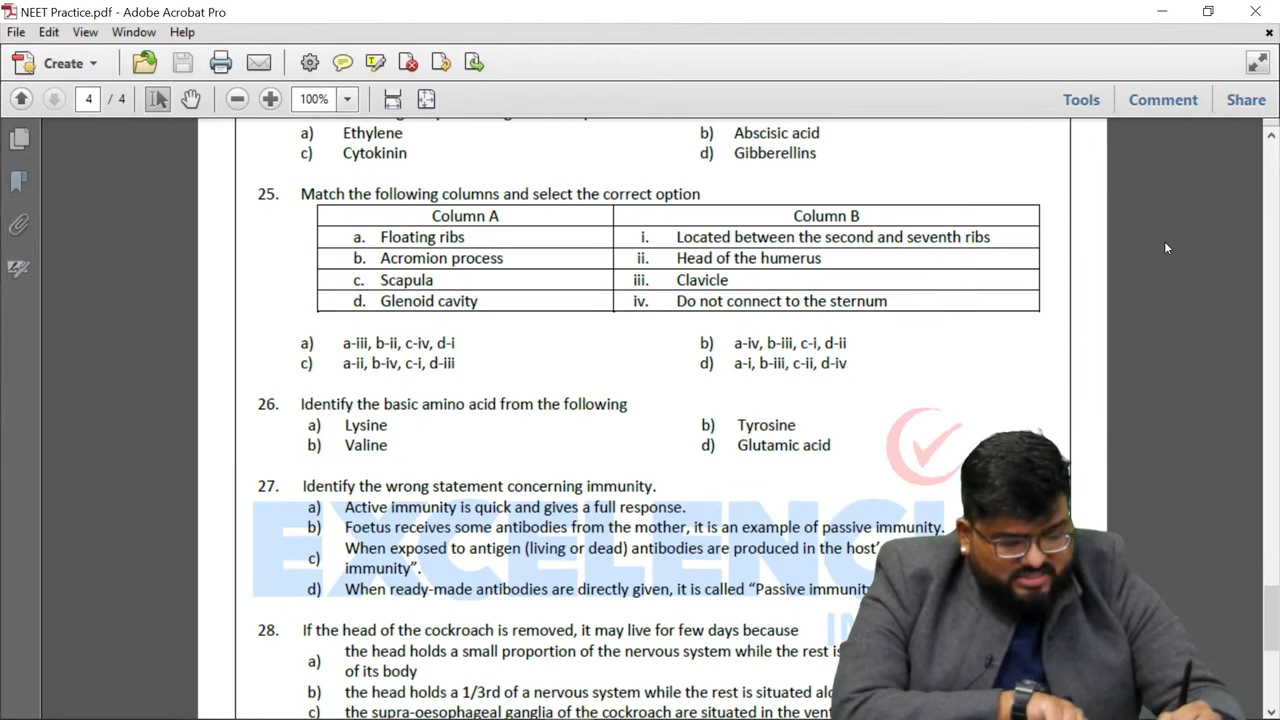 NEET Practice.pdf - Adobe Acrobat Pro
File Edit View Window Help
Create
4 / 4 100% Tools Comment Share
a) Ethylene b) Abscisic acid
c) Cytokinin d) Gibberellins
25. Match the following columns and select the correct option
Column A Column B
a. Floating ribs i. Located between the second and seventh ribs
b. Acromion process ii. Head of the humerus
c. Scapula iii. Clavicle
d. Glenoid cavity iv. Do not connect to the sternum
a) a-iii, b-ii, c-iv, d-i b) a-iv, b-iii, c-i, d-ii
c) a-ii, b-iv, c-i, d-iii d) a-i, b-iii, c-ii, d-iv
26. Identify the basic amino acid from the following
a) Lysine b) Tyrosine
b) Valine d) Glutamic acid
27. Identify the wrong statement concerning immunity.
a) Active immunity is quick and gives a full response.
b) Foetus receives some antibodies from the mother, it is an example of passive immunity.
c) When exposed to antigen (living or dead) antibodies are produced in the host'
immunity”.
d) When ready-made antibodies are directly given, it is called “Passive immunity
EXCELENC
28. If the head of the cockroach is removed, it may live for few days because
a) the head holds a small proportion of the nervous system while the rest is
of its body
b) the head holds a 1/3rd of a nervous system while the rest is situated
c) the supra-oesophageal ganglia of the cockroach are situated in the